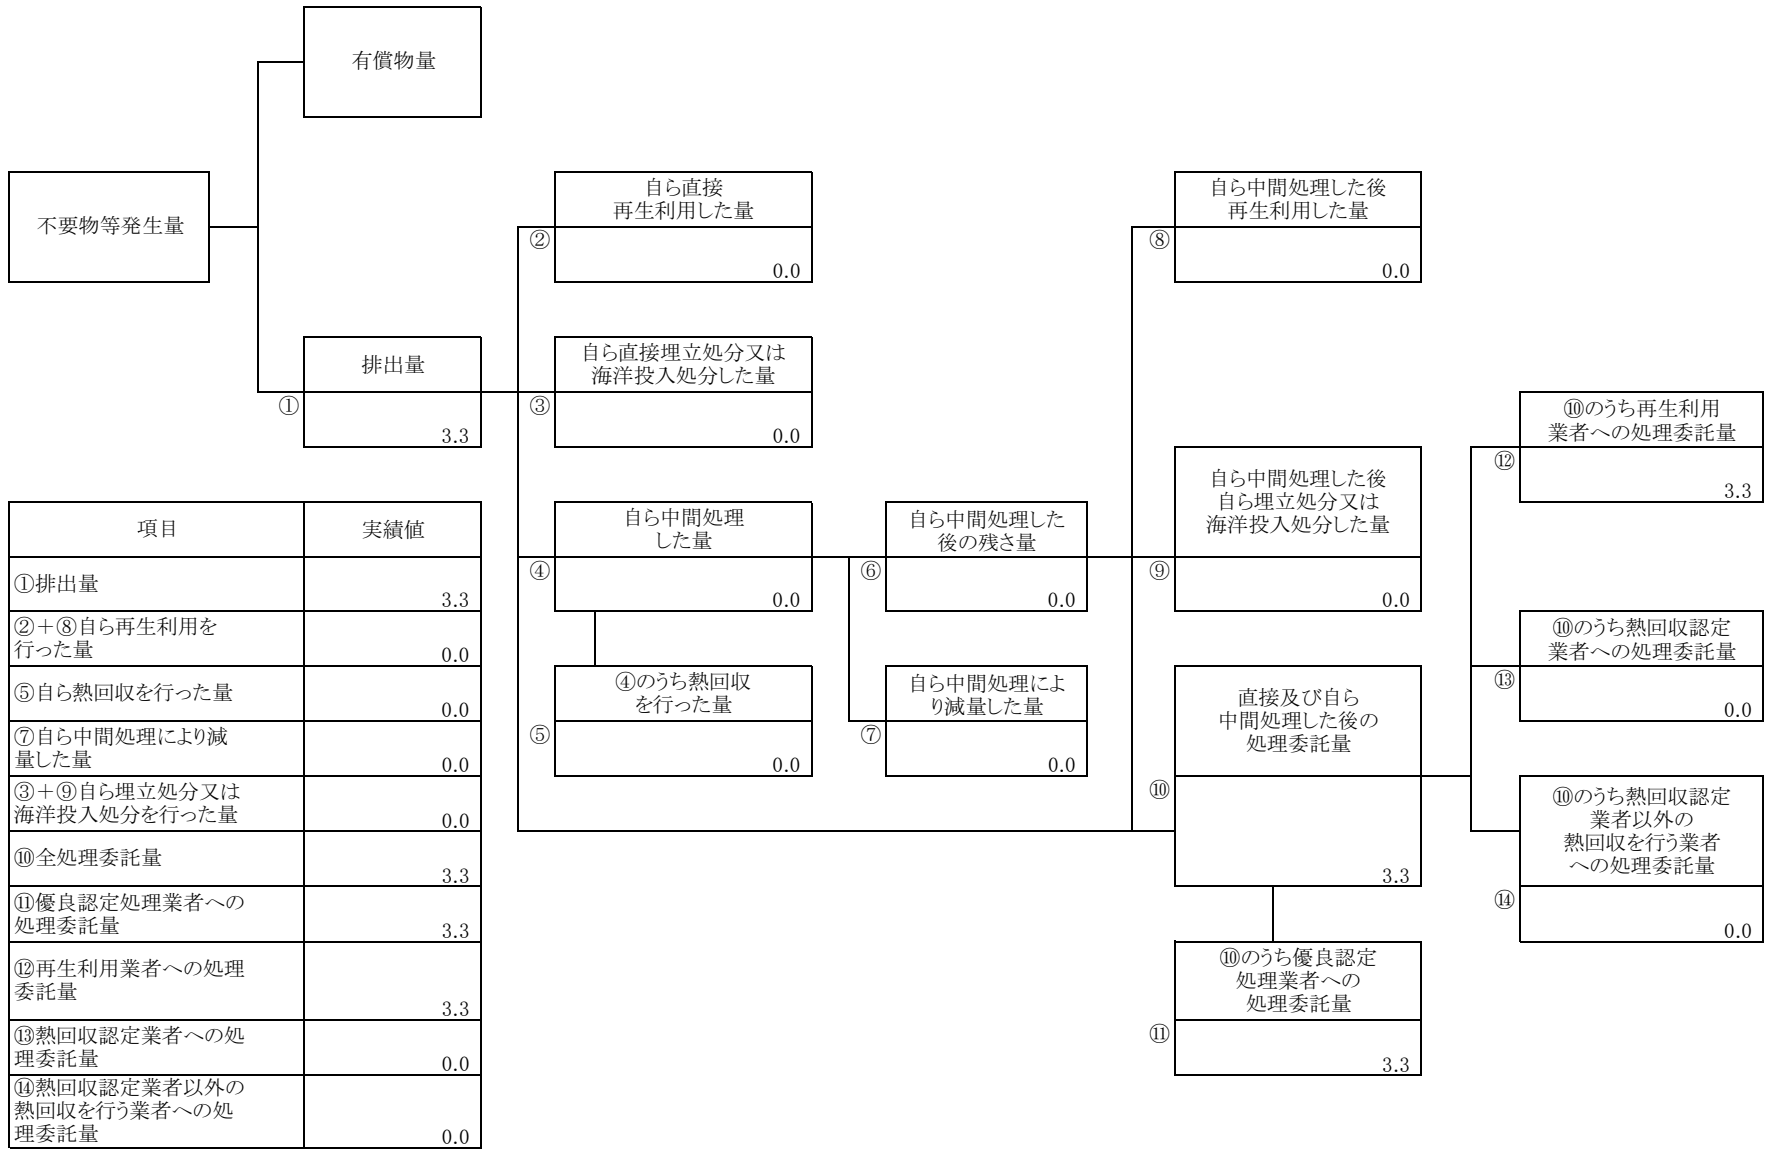 有償物量
不要物等発生量
排出量
①
3.3
自ら直接
再生利用した量
②
0.0
自ら直接埋立処分又は
海洋投入処分した量
③
0.0
自ら中間処理
した量
④
0.0
④のうち熱回収
を行った量
⑤
0.0
自ら中間処理した
後の残さ量
⑥
0.0
自ら中間処理によ
り減量した量
⑦
0.0
自ら中間処理した後
再生利用した量
⑧
0.0
自ら中間処理した後
自ら埋立処分又は
海洋投入処分した量
⑨
0.0
直接及び自ら
中間処理した後の
処理委託量
⑩
3.3
⑩のうち優良認定
処理業者への
処理委託量
⑪
3.3
⑩のうち再生利用
業者への処理委託量
⑫
3.3
⑩のうち熱回収認定
業者への処理委託量
⑬
0.0
⑩のうち熱回収認定
業者以外の
熱回収を行う業者
への処理委託量
⑭
0.0
項目 実績値
①排出量
3.3
②+⑧自ら再生利用を
行った量
0.0
⑤自ら熱回収を行った量
0.0
⑦自ら中間処理により減
量した量
0.0
③+⑨自ら埋立処分又は
海洋投入処分を行った量
0.0
⑩全処理委託量
3.3
⑪優良認定処理業者への
処理委託量
3.3
⑫再生利用業者への処理
委託量
3.3
⑬熱回収認定業者への処
理委託量
0.0
⑭熱回収認定業者以外の
熱回収を行う業者への処
理委託量
0.0